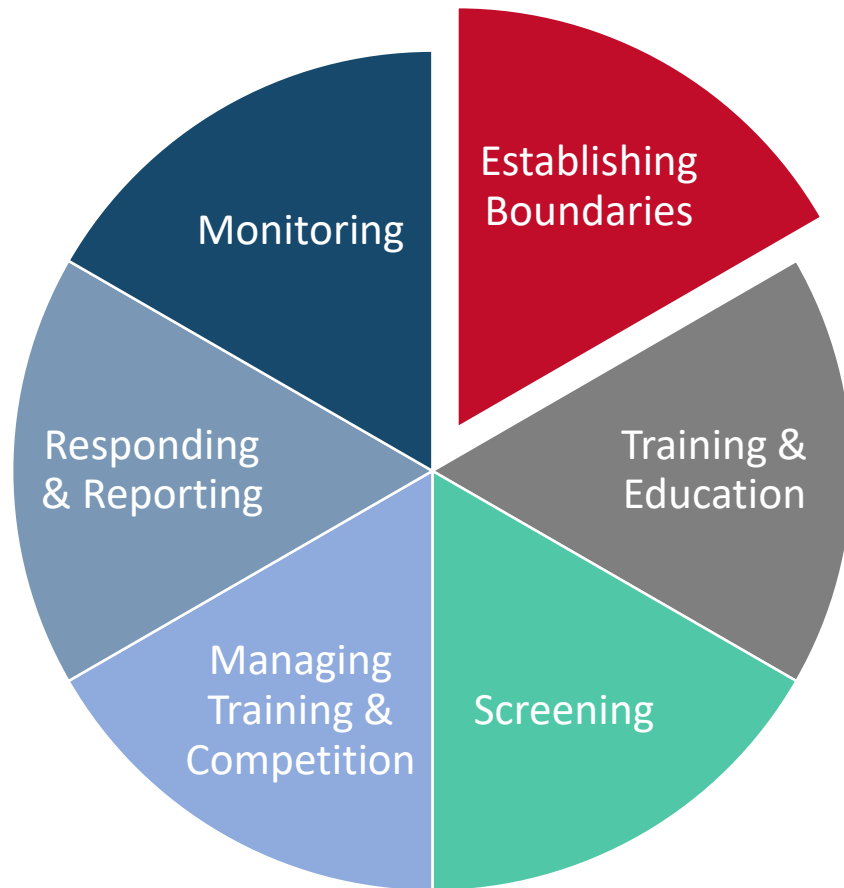 Establishing
Boundaries
Training &
Education
Screening
Managing
Training &
Competition
Responding
& Reporting
Monitoring